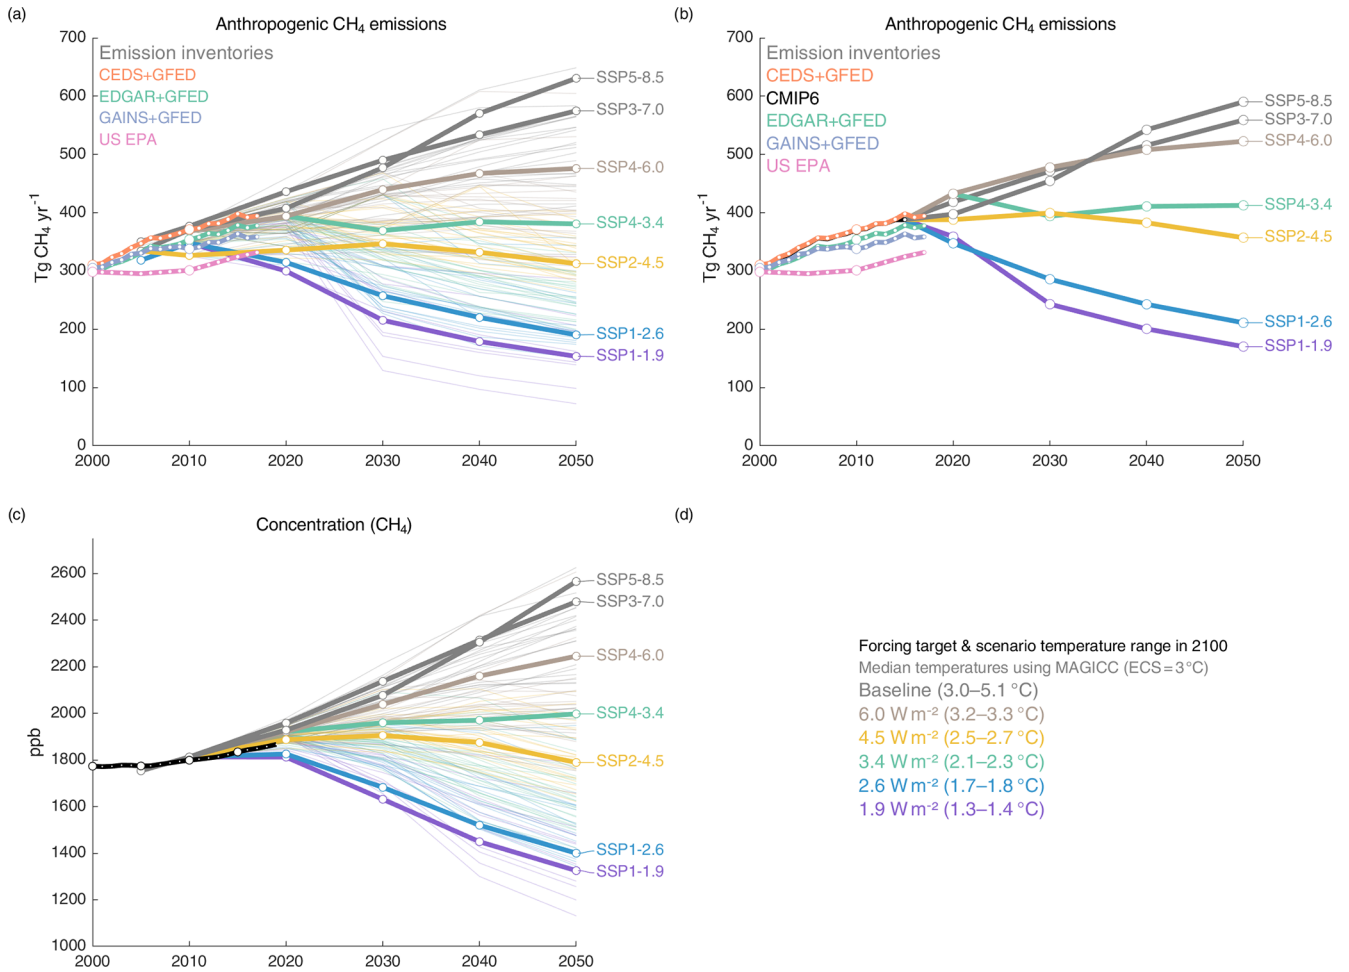 (a)
Anthropogenic CH₄ emissions
Tg CH₄ yr⁻¹
700
600
500
400
300
200
100
0
2000
2010
2020
2030
2040
2050
Emission inventories
CEDS+GFED
EDGAR+GFED
GAINS+GFED
US EPA
SSP5-8.5
SSP3-7.0
SSP4-6.0
SSP4-3.4
SSP2-4.5
SSP1-2.6
SSP1-1.9
(b)
Anthropogenic CH₄ emissions
Tg CH₄ yr⁻¹
700
600
500
400
300
200
100
0
2000
2010
2020
2030
2040
2050
Emission inventories
CEDS+GFED
CMIP6
EDGAR+GFED
GAINS+GFED
US EPA
SSP5-8.5
SSP3-7.0
SSP4-6.0
SSP4-3.4
SSP2-4.5
SSP1-2.6
SSP1-1.9
(c)
Concentration (CH₄)
ppb
2600
2400
2200
2000
1800
1600
1400
1200
1000
2000
2010
2020
2030
2040
2050
SSP5-8.5
SSP3-7.0
SSP4-6.0
SSP4-3.4
SSP2-4.5
SSP1-2.6
SSP1-1.9
(d)
Forcing target & scenario temperature range in 2100
Median temperatures using MAGICC (ECS = 3 °C)
Baseline (3.0–5.1 °C)
6.0 W m⁻² (3.2–3.3 °C)
4.5 W m⁻² (2.5–2.7 °C)
3.4 W m⁻² (2.1–2.3 °C)
2.6 W m⁻² (1.7–1.8 °C)
1.9 W m⁻² (1.3–1.4 °C)